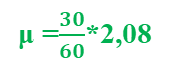 μ = 30/60 *2,08